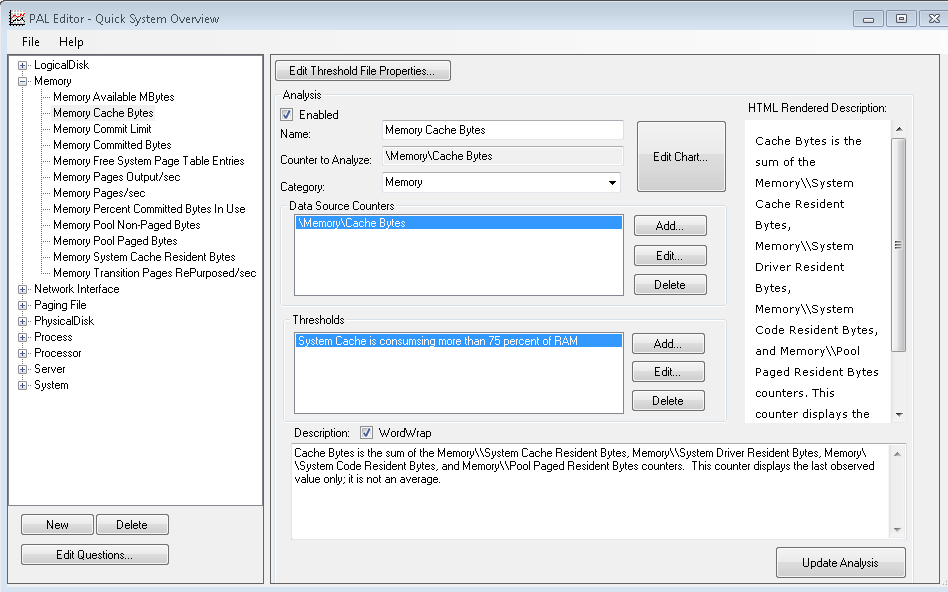 PAL Editor - Quick System Overview
File Help
LogicalDisk
Memory
Memory Available MBytes
Memory Cache Bytes
Memory Commit Limit
Memory Committed Bytes
Memory Free System Page Table Entries
Memory Pages Output/sec
Memory Pages/sec
Memory Percent Committed Bytes In Use
Memory Pool Non-Paged Bytes
Memory Pool Paged Bytes
Memory System Cache Resident Bytes
Memory Transition Pages RePurposed/sec
Network Interface
Paging File
PhysicalDisk
Process
Processor
Server
System
New Delete
Edit Questions...
Edit Threshold File Properties...
Analysis
Enabled
Name: Memory Cache Bytes
Counter to Analyze: \Memory\Cache Bytes
Category: Memory
Edit Chart...
Data Source Counters
\Memory\Cache Bytes
Add...
Edit...
Delete
Thresholds
System Cache is consumsing more than 75 percent of RAM
Add...
Edit...
Delete
HTML Rendered Description:
Cache Bytes is the
sum of the
Memory\\System
Cache Resident
Bytes,
Memory\\System
Driver Resident
Bytes,
Memory\\System
Code Resident Bytes,
and Memory\\Pool
Paged Resident Bytes
counters. This
counter displays the
Description: WordWrap
Cache Bytes is the sum of the Memory\\System Cache Resident Bytes, Memory\\System Driver Resident Bytes, Memory\
\System Code Resident Bytes, and Memory\\Pool Paged Resident Bytes counters.  This counter displays the last observed
value only; it is not an average.
Update Analysis